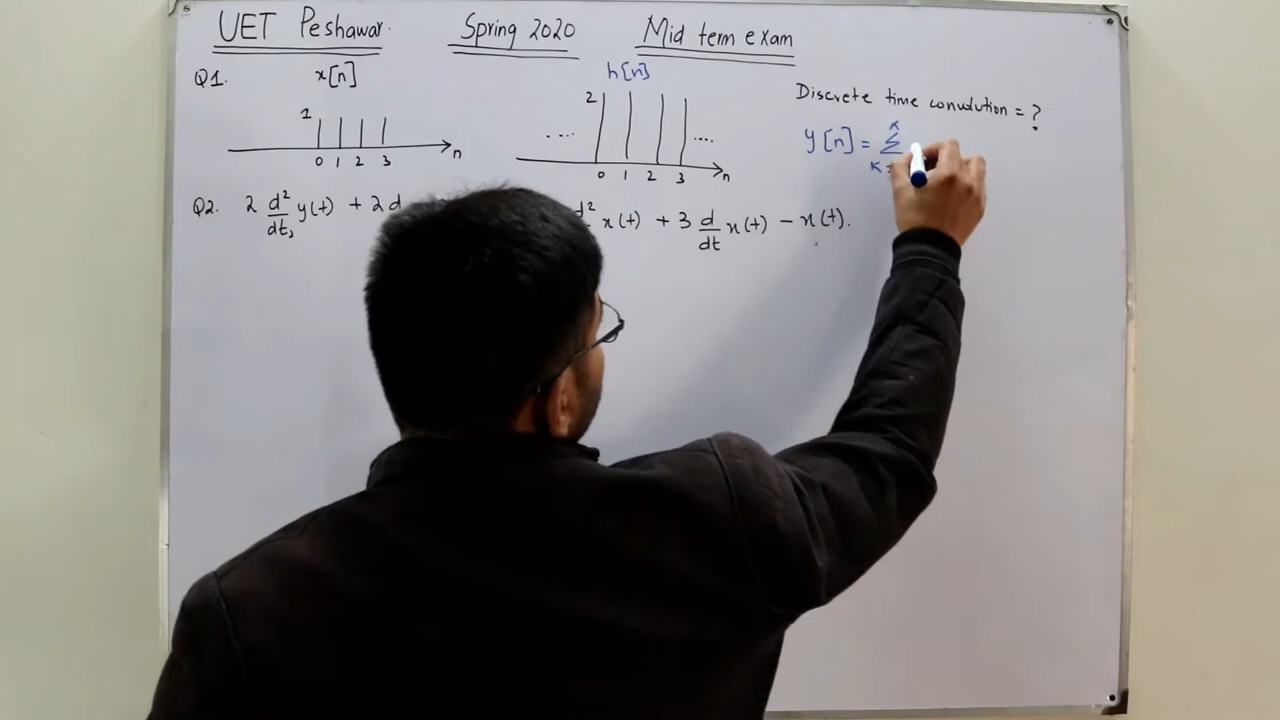 UET Peshawar. Spring 2020 Mid term exam
Q1. x[n] h[n]
1
0 1 2 3 n
2
.... ....
0 1 2 3 n
Discrete time convolution = ?
y[n] = Σ
K
K
Q2. 2 d²/dt² y(t) + 2 d d² x(t) + 3 d/dt x(t) - x(t).